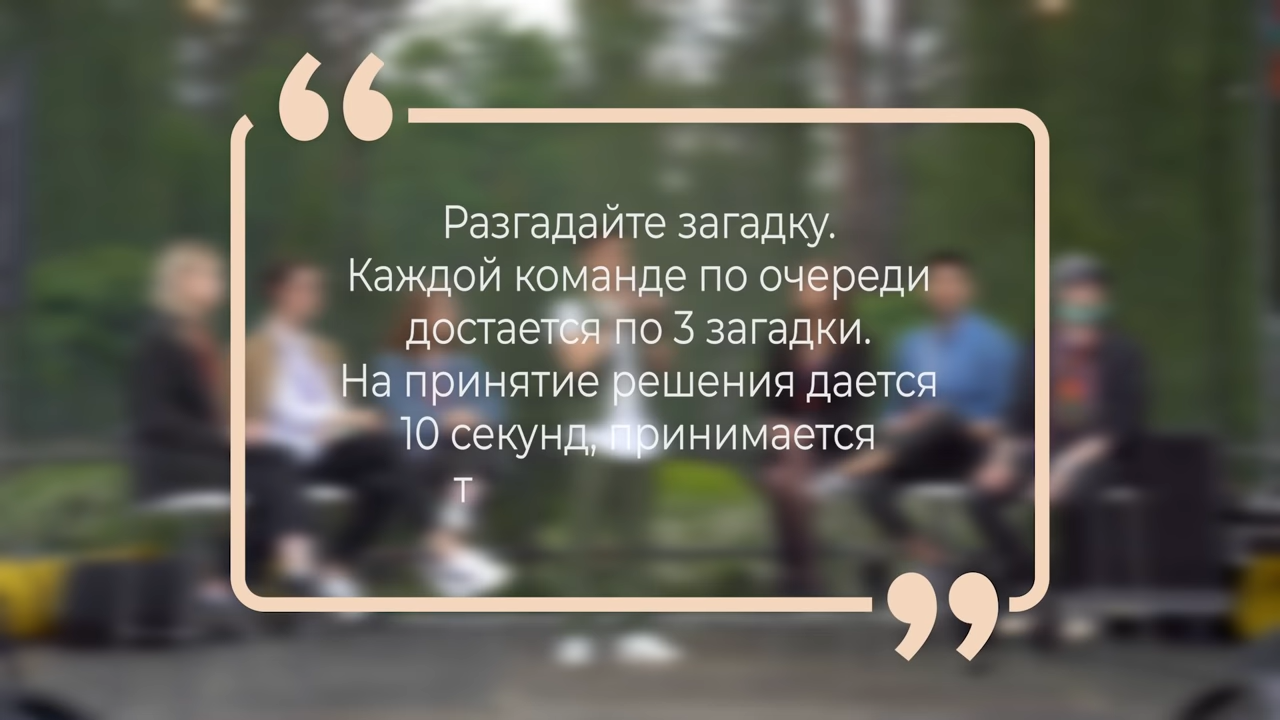 Разгадайте загадку.
Каждой команде по очереди
достается по 3 загадки.
На принятие решения дается
10 секунд, принимается
т